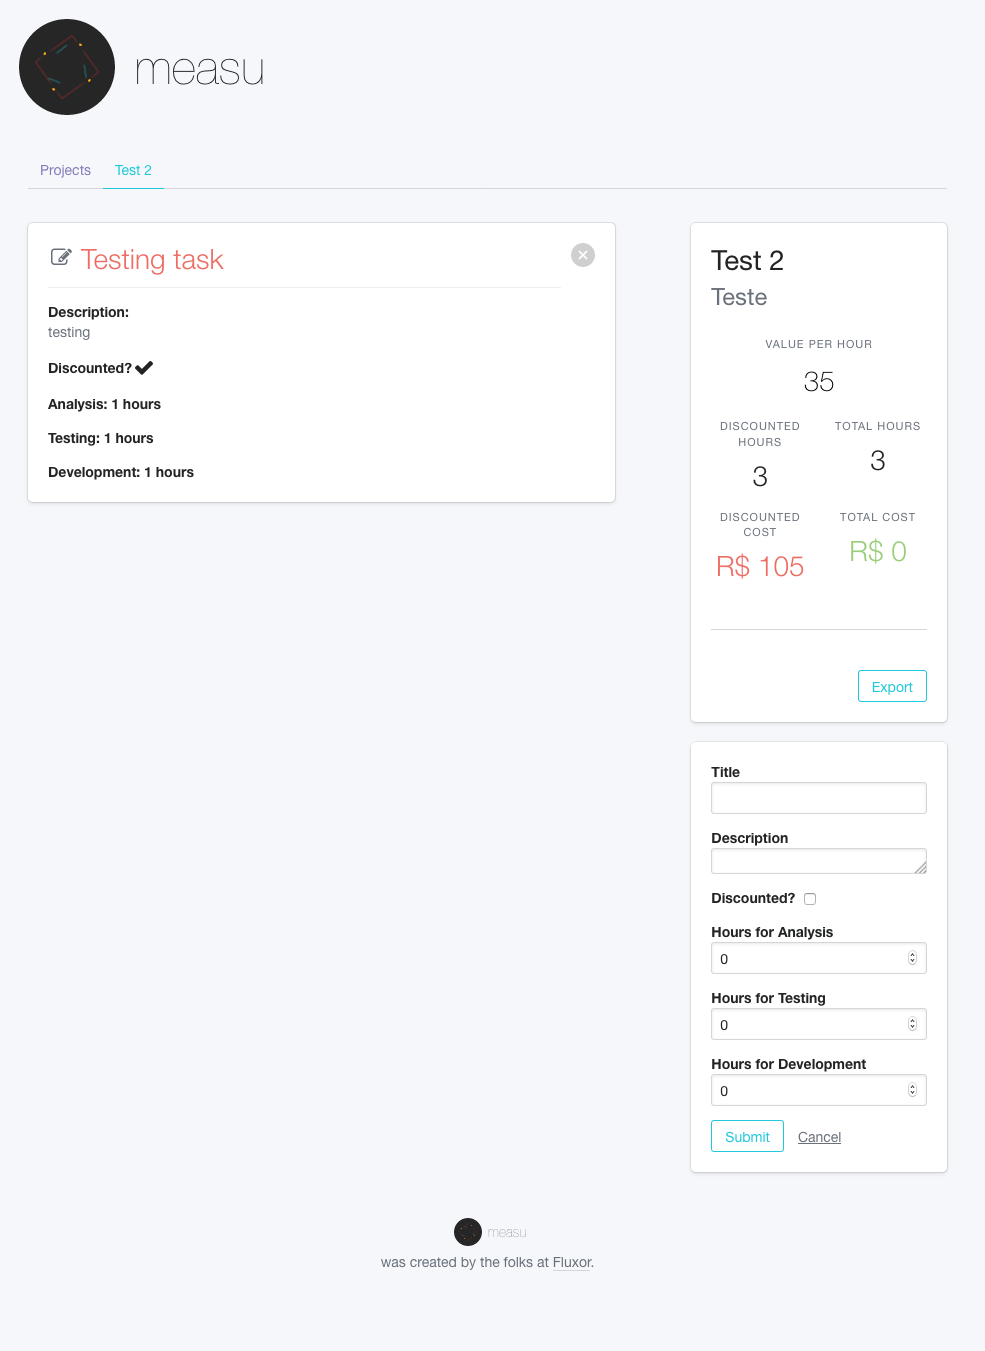 measu
Projects
Test 2
Testing task
Description:
testing
Discounted?
Analysis: 1 hours
Testing: 1 hours
Development: 1 hours
Test 2
Teste
VALUE PER HOUR
35
DISCOUNTED
HOURS
3
TOTAL HOURS
3
DISCOUNTED
COST
R$ 105
TOTAL COST
R$ 0
Export
Title
Description
Discounted?
Hours for Analysis
0
Hours for Testing
0
Hours for Development
0
Submit
Cancel
measu
was created by the folks at Fluxor.